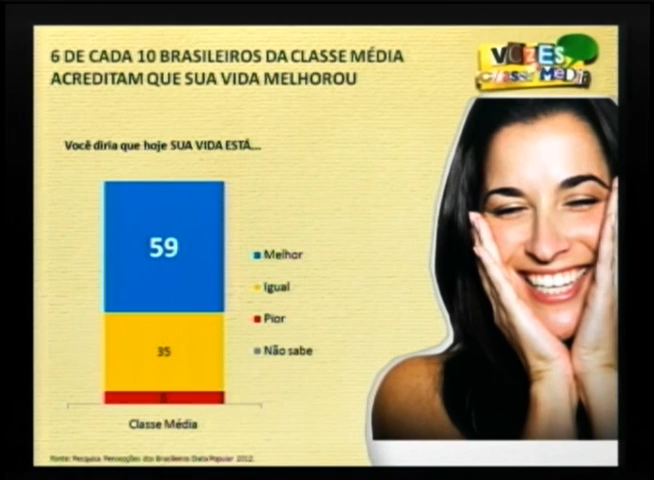 6 DE CADA 10 BRASILEIROS DA CLASSE MÉDIA
ACREDITAM QUE SUA VIDA MELHOROU
VOZES
Classe MéDia
Você diria que hoje SUA VIDA ESTÁ...
59
Melhor
Igual
Pior
35
Não sabe
Classe Média
Fonte: Pesquisa Percepções dos Brasileiros Data Popular 2012.